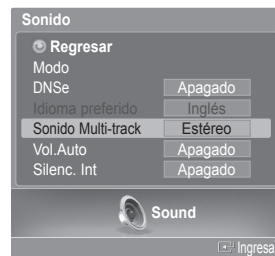 Sonido
Regresar
Modo
DNSe Apagado
Idioma preferido Inglés
Sonido Multi-track Estéreo
Vol.Auto Apagado
Silenc. Int Apagado
Sound
Ingresa